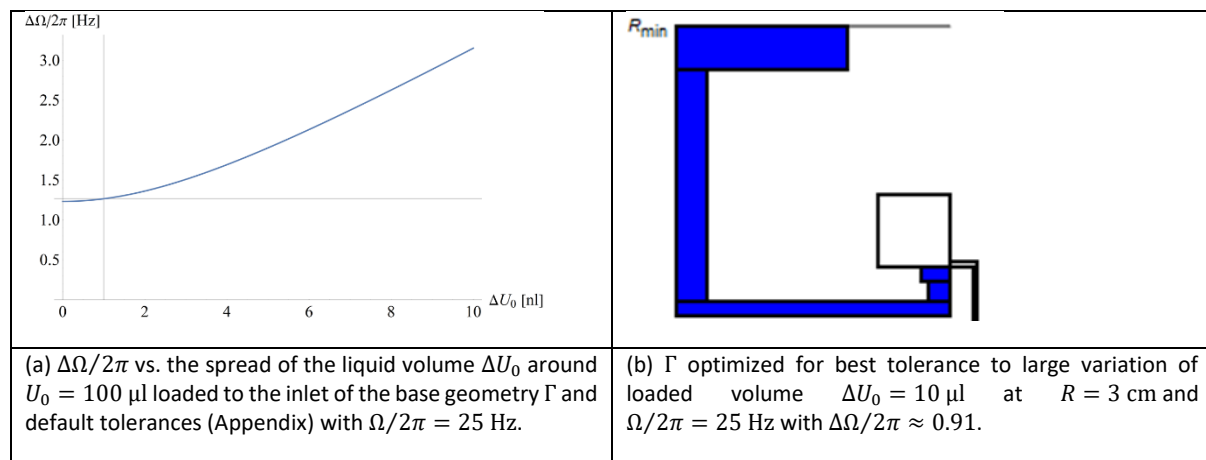 ΔΩ/2π [Hz]
3.0
2.5
2.0
1.5
1.0
0.5
0
2
4
6
8
10
ΔU₀ [nl]
Rmin
(a) ΔΩ/2π vs. the spread of the liquid volume ΔU₀ around
U₀ = 100 μl loaded to the inlet of the base geometry Γ and
default tolerances (Appendix) with Ω/2π = 25 Hz.
(b) Γ optimized for best tolerance to large variation of
loaded volume ΔU₀ = 10 μl at R = 3 cm and
Ω/2π = 25 Hz with ΔΩ/2π ≈ 0.91.